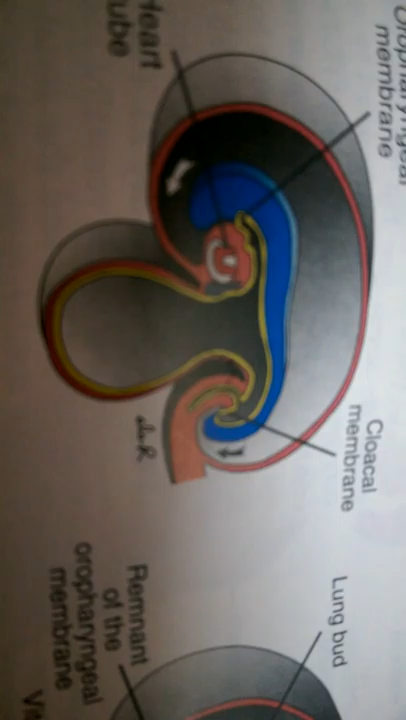 Oropharyngeal
membrane
Heart
tube
Cloacal
membrane
Lung bud
Remnant
of the
oropharyngeal
membrane